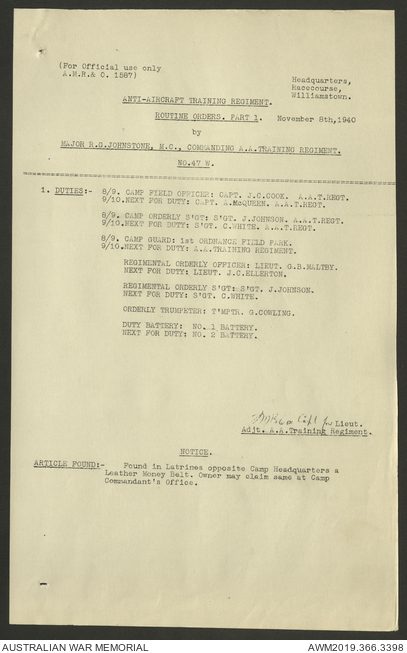 (For Official use only
A.M.R.& O. 1587)
Headquarters,
Racecourse,
Williamstown.
ANTI-AIRCRAFT TRAINING REGIMENT.
ROUTINE ORDERS. PART 1. November 8th,1940
by
MAJOR R.G.JOHNSTONE, M.C., COMMANDING A.A.TRAINING REGIMENT.
NO.47 W.
1. DUTIES:- 8/9. CAMP FIELD OFFICER: CAPT. J.C.COOK. A.A.T.REGT.
9/10.NEXT FOR DUTY: CAPT. R.McQUEEN. A.A.T.REGT.
8/9. CAMP ORDERLY S'GT: S'GT. J.JOHNSON. A.A.T.REGT.
9/10.NEXT FOR DUTY: S'GT. C.WHITE. A.A.T.REGT.
8/9. CAMP GUARD: 1st ORDNANCE FIELD PARK.
9/10.NEXT FOR DUTY: A.A.TRAINING REGIMENT.
REGIMENTAL ORDERLY OFFICER: LIEUT. G.B.MALTBY.
NEXT FOR DUTY: LIEUT. J.C.ELLERTON.
REGIMENTAL ORDERLY S'GT: S'GT. J.JOHNSON.
NEXT FOR DUTY: S'GT. C.WHITE.
ORDERLY TRUMPETER: T'MPTR. G.COWLING.
DUTY BATTERY: NO. 1 BATTERY.
NEXT FOR DUTY: NO. 2 BATTERY.
Capt for Lieut.
Adjt. A.A.Training Regiment.
NOTICE.
ARTICLE FOUND:- Found in Latrines opposite Camp Headquarters a
Leather Money Belt. Owner may claim same at Camp
Commandant's Office.
AUSTRALIAN WAR MEMORIAL AWM2019.366.3398